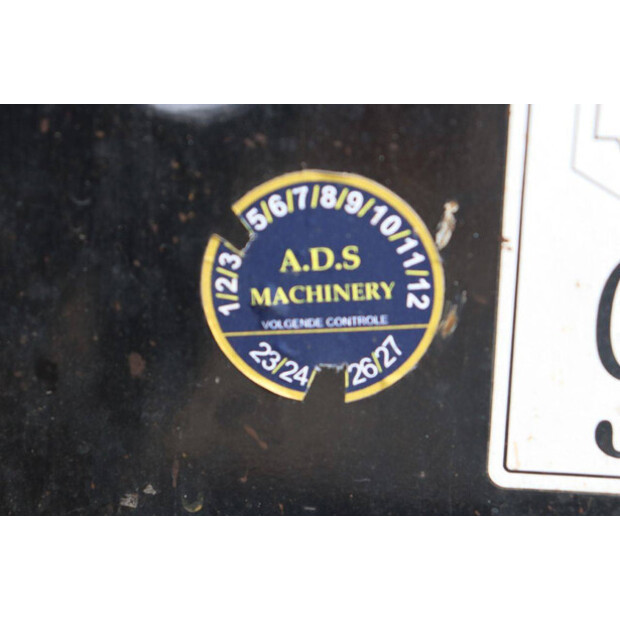 1/2/3 5/6/7/8/9/10/11/12
A.D.S
MACHINERY
VOLGENDE CONTROLE
23/24 26/27